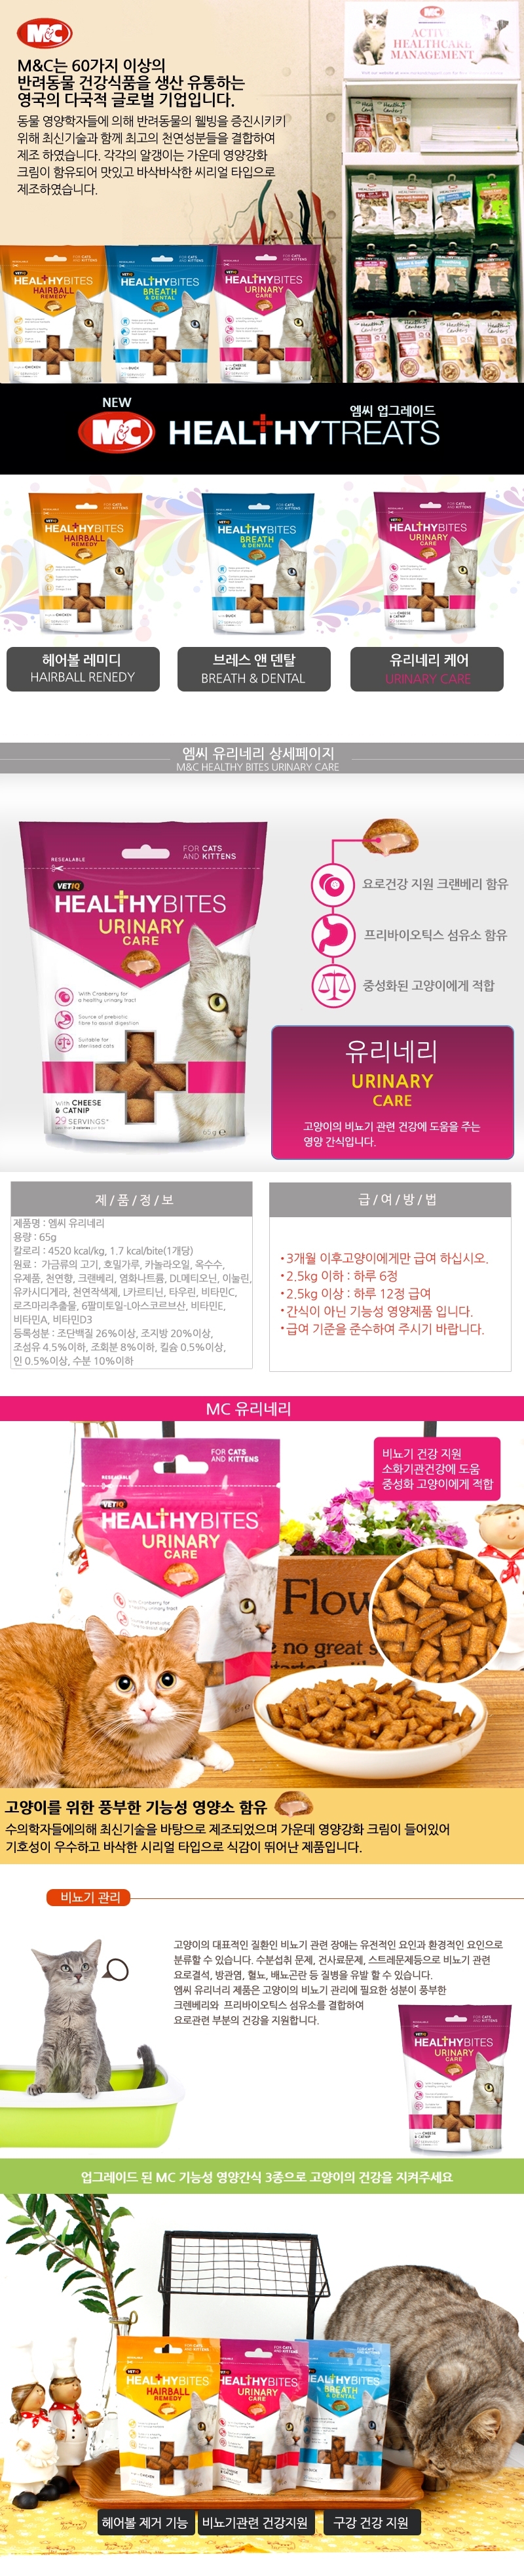 M&C
M&C는 60가지 이상의
반려동물 건강식품을 생산 유통하는
영국의 다국적 글로벌 기업입니다.
동물 영양학자들에 의해 반려동물의 웰빙을 증진시키키
위해 최신기술과 함께 최고의 천연성분들을 결합하여
제조 하였습니다. 각각의 알갱이는 가운데 영양강화
크림이 함유되어 맛있고 바삭바삭한 씨리얼 타입으로
제조하였습니다.
M&C
ACTIVE
HEALTHCARE
MANAGEMENT
VETIQ
HEALTHYBITES
HAIRBALL
REMEDY
VETIQ
HEALTHYBITES
BREATH
& DENTAL
VETIQ
HEALTHYBITES
URINARY
CARE
NEW
M&C
엠씨 업그레이드
HEALTHYTREATS
HEALTHYBITES
HAIRBALL
REMEDY
HEALTHYBITES
BREATH
& DENTAL
HEALTHYBITES
URINARY
CARE
헤어볼 레미디
HAIRBALL RENEDY
브레스 앤 덴탈
BREATH & DENTAL
유리네리 케어
URINARY CARE
엠씨 유리네리 상세페이지
M&C HEALTHY BITES URINARY CARE
RESEALABLE
FOR CATS
AND KITTENS
VETIQ
HEALTHYBITES
URINARY
CARE
With Cranberry for
a healthy urinary tract
Source of prebiotic
fibre to assist digestion
Suitable for
sterilised cats
With CHEESE
& CATNIP
29 SERVINGS*
65g e
요로건강 지원 크랜베리 함유
프리바이오틱스 섬유소 함유
중성화된 고양이에게 적합
유리네리
URINARY
CARE
고양이의 비뇨기 관련 건강에 도움을 주는
영양 간식입니다.
제/품/정/보
제품명 : 엠씨 유리네리
용량 : 65g
칼로리 : 4520 kcal/kg, 1.7 kcal/bite(1개당)
원료 : 가금류의 고기, 호밀가루, 카놀라오일, 옥수수,
유제품, 천연향, 크랜베리, 염화나트륨, DL메티오닌, 이눌린,
유카시디게라, 천연착색제, L카르티닌, 타우린, 비타민C,
로즈마리추출물, 6팔미토일-L아스코르브산, 비타민E,
비타민A, 비타민D3
등록성분 : 조단백질 26%이상, 조지방 20%이상,
조섬유 4.5%이하, 조회분 8%이하, 칼슘 0.5%이상,
인 0.5%이상, 수분 10%이하
급/여/방/법
•3개월 이후고양이에게만 급여 하십시오.
•2.5kg 이하 : 하루 6정
•2.5kg 이상 : 하루 12정 급여
•간식이 아닌 기능성 영양제품 입니다.
•급여 기준을 준수하여 주시기 바랍니다.
MC 유리네리
비뇨기 건강 지원
소화기관건강에 도움
중성화 고양이에게 적합
FOR CATS
AND KITTENS
RESEALABLE
VETIQ
HEALTHYBITES
URINARY
CARE
Flow
no great s
고양이를 위한 풍부한 기능성 영양소 함유
수의학자들에의해 최신기술을 바탕으로 제조되었으며 가운데 영양강화 크림이 들어있어
기호성이 우수하고 바삭한 시리얼 타입으로 식감이 뛰어난 제품입니다.
비뇨기 관리
고양이의 대표적인 질환인 비뇨기 관련 장애는 유전적인 요인과 환경적인 요인으로
분류할 수 있습니다. 수분섭취 문제, 건사료문제, 스트레문제등으로 비뇨기 관련
요로결석, 방관염, 혈뇨, 배뇨곤란 등 질병을 유발 할 수 있습니다.
엠씨 유리너리 제품은 고양이의 비뇨기 관리에 필요한 성분이 풍부한
크렌베리와 프리바이오틱스 섬유소를 결합하여
요로관련 부분의 건강을 지원합니다.
VETIQ
HEALTHYBITES
URINARY
CARE
업그레이드 된 MC 기능성 영양간식 3종으로 고양이의 건강을 지켜주세요
HEALTHYBITES
HAIRBALL
REMEDY
HEALTHYBITES
URINARY
CARE
HEALTHYBITES
BREATH
& DENTAL
헤어볼 제거 기능
비뇨기관련 건강지원
구강 건강 지원